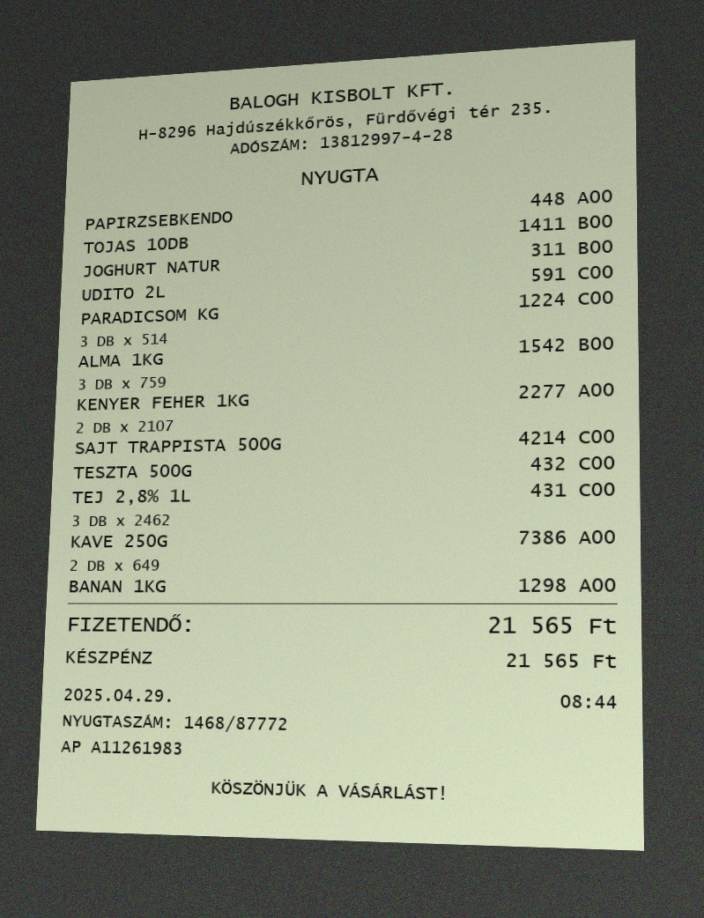 BALOGH KISBOLT KFT.
H-8296 Hajdúszékkőrös, Fürdővégi tér 235.
ADÓSZÁM: 13812997-4-28
NYUGTA
PAPIRZSEBKENDO 448 A00
TOJAS 10DB 1411 B00
JOGHURT NATUR 311 B00
UDITO 2L 591 C00
PARADICSOM KG 1224 C00
3 DB x 514
ALMA 1KG 1542 B00
3 DB x 759
KENYER FEHER 1KG 2277 A00
2 DB x 2107
SAJT TRAPPISTA 500G 4214 C00
TESZTA 500G 432 C00
TEJ 2,8% 1L 431 C00
3 DB x 2462
KAVE 250G 7386 A00
2 DB x 649
BANAN 1KG 1298 A00
FIZETENDŐ: 21 565 Ft
KÉSZPÉNZ 21 565 Ft
2025.04.29. 08:44
NYUGTASZÁM: 1468/87772
AP A11261983
KÖSZÖNJÜK A VÁSÁRLÁST!